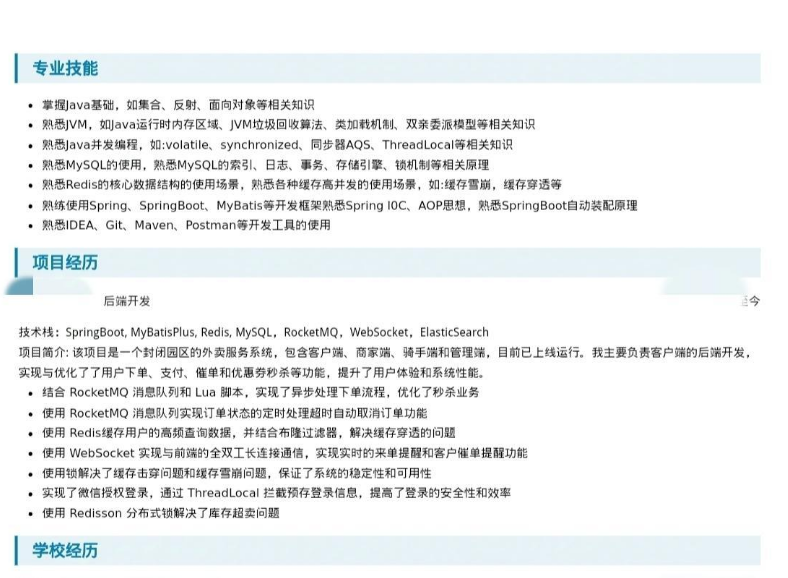 专业技能
掌握Java基础，如集合、反射、面向对象等相关知识
熟悉JVM，如Java运行时内存区域、JVM垃圾回收算法、类加载机制、双亲委派模型等相关知识
熟悉Java并发编程，如:volatile、synchronized、同步器AQS、ThreadLocal等相关知识
熟悉MySQL的使用，熟悉MySQL的索引、日志、事务、存储引擎、锁机制等相关原理
熟悉Redis的核心数据结构的使用场景，熟悉各种缓存高并发的使用场景，如:缓存雪崩，缓存穿透等
熟练使用Spring、SpringBoot、MyBatis等开发框架熟悉Spring I0C、AOP思想，熟悉SpringBoot自动装配原理
熟悉IDEA、Git、Maven、Postman等开发工具的使用
项目经历
后端开发 至今
技术栈：SpringBoot, MyBatisPlus, Redis, MySQL，RocketMQ，WebSocket，ElasticSearch
项目简介: 该项目是一个封闭园区的外卖服务系统，包含客户端、商家端、骑手端和管理端，目前已上线运行。我主要负责客户端的后端开发，
实现与优化了了用户下单、支付、催单和优惠券秒杀等功能，提升了用户体验和系统性能。
结合 RocketMQ 消息队列和 Lua 脚本，实现了异步处理下单流程，优化了秒杀业务
使用 RocketMQ 消息队列实现订单状态的定时处理超时自动取消订单功能
使用 Redis缓存用户的高频查询数据，并结合布隆过滤器，解决缓存穿透的问题
使用 WebSocket 实现与前端的全双工长连接通信，实现实时的来单提醒和客户催单提醒功能
使用锁解决了缓存击穿问题和缓存雪崩问题，保证了系统的稳定性和可用性
实现了微信授权登录，通过 ThreadLocal 拦截预存登录信息，提高了登录的安全性和效率
使用 Redisson 分布式锁解决了库存超卖问题
学校经历